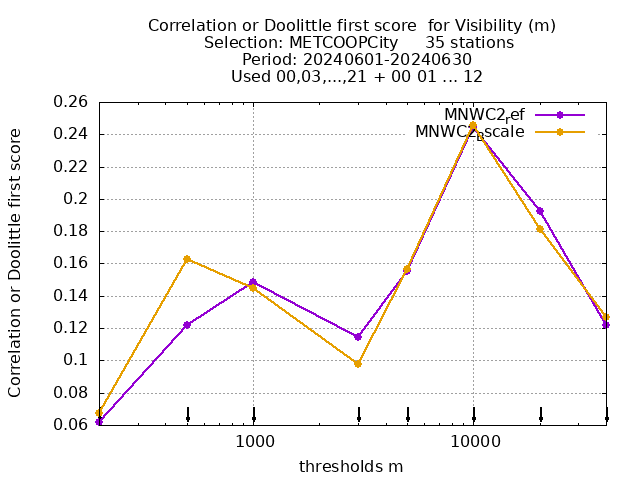 Correlation or Doolittle first score  for Visibility (m)
Selection: METCOOPCity     35 stations
Period: 20240601-20240630
Used 00,03,...,21 + 00 01 ... 12
MNWC2_ref
MNWC2_scale
0.26
0.24
0.22
0.2
0.18
0.16
0.14
0.12
0.1
0.08
0.06
Correlation or Doolittle first score
1000
10000
thresholds m